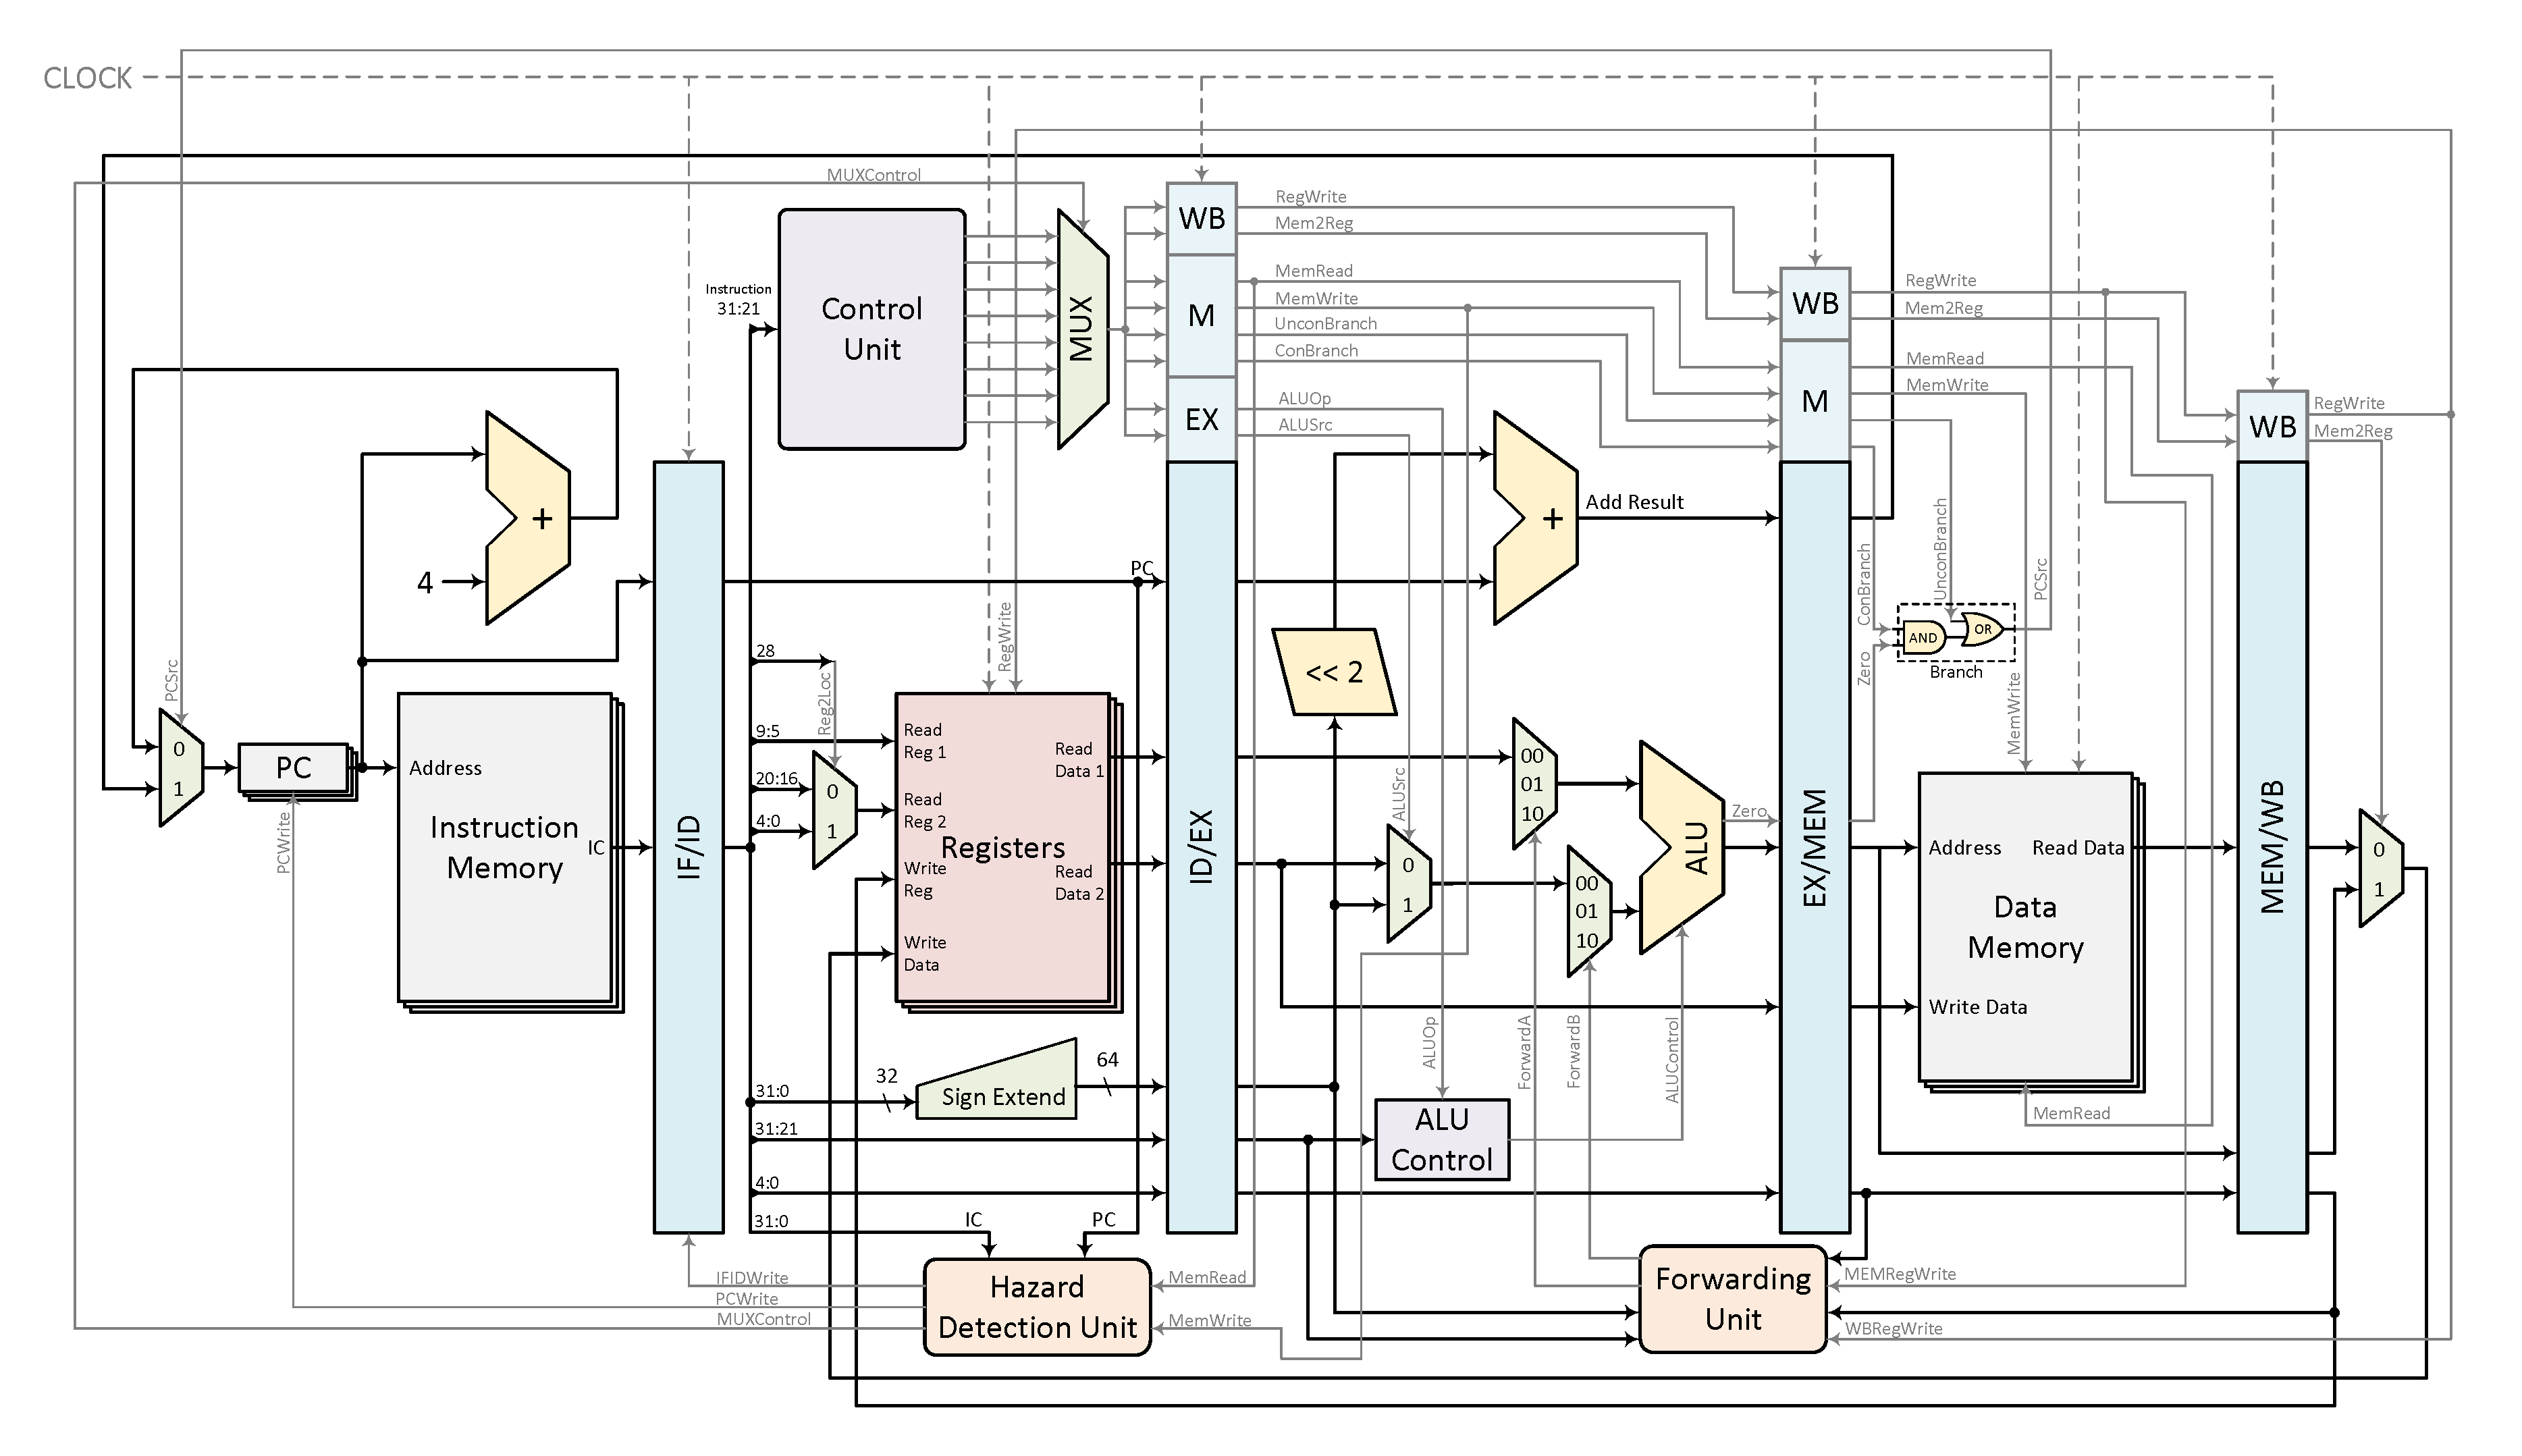 CLOCK
MUXControl
RegWrite
Mem2Reg
MemRead
MemWrite
UnconBranch
ConBranch
ALUOp
ALUSrc
WB
M
EX
Instruction
31:21
Control
Unit
MUX
WB
M
RegWrite
Mem2Reg
MemRead
MemWrite
WB
RegWrite
Mem2Reg
+
4
PC
+
Add Result
ConBranch
UnconBranch
PCSrc
AND
OR
Branch
Zero
MemWrite
PCSrc
28
Reg2Loc
RegWrite
<< 2
0
1
PC
PCWrite
Address
Instruction
Memory
IC
IF/ID
9:5
20:16
4:0
0
1
Read
Reg 1
Read
Data 1
Read
Reg 2
Registers
Write
Reg
Read
Data 2
Write
Data
ID/EX
ALUSrc
0
1
00
01
10
00
01
10
ALU
Zero
EX/MEM
Address
Read Data
Data
Memory
Write Data
MemRead
MEM/WB
0
1
31:0
32
Sign Extend
64
31:21
4:0
31:0
IC
PC
ALUOp
ForwardA
ForwardB
ALUControl
ALU
Control
IFIDWrite
PCWrite
MUXControl
Hazard
Detection Unit
MemRead
MemWrite
Forwarding
Unit
MEMRegWrite
WBRegWrite